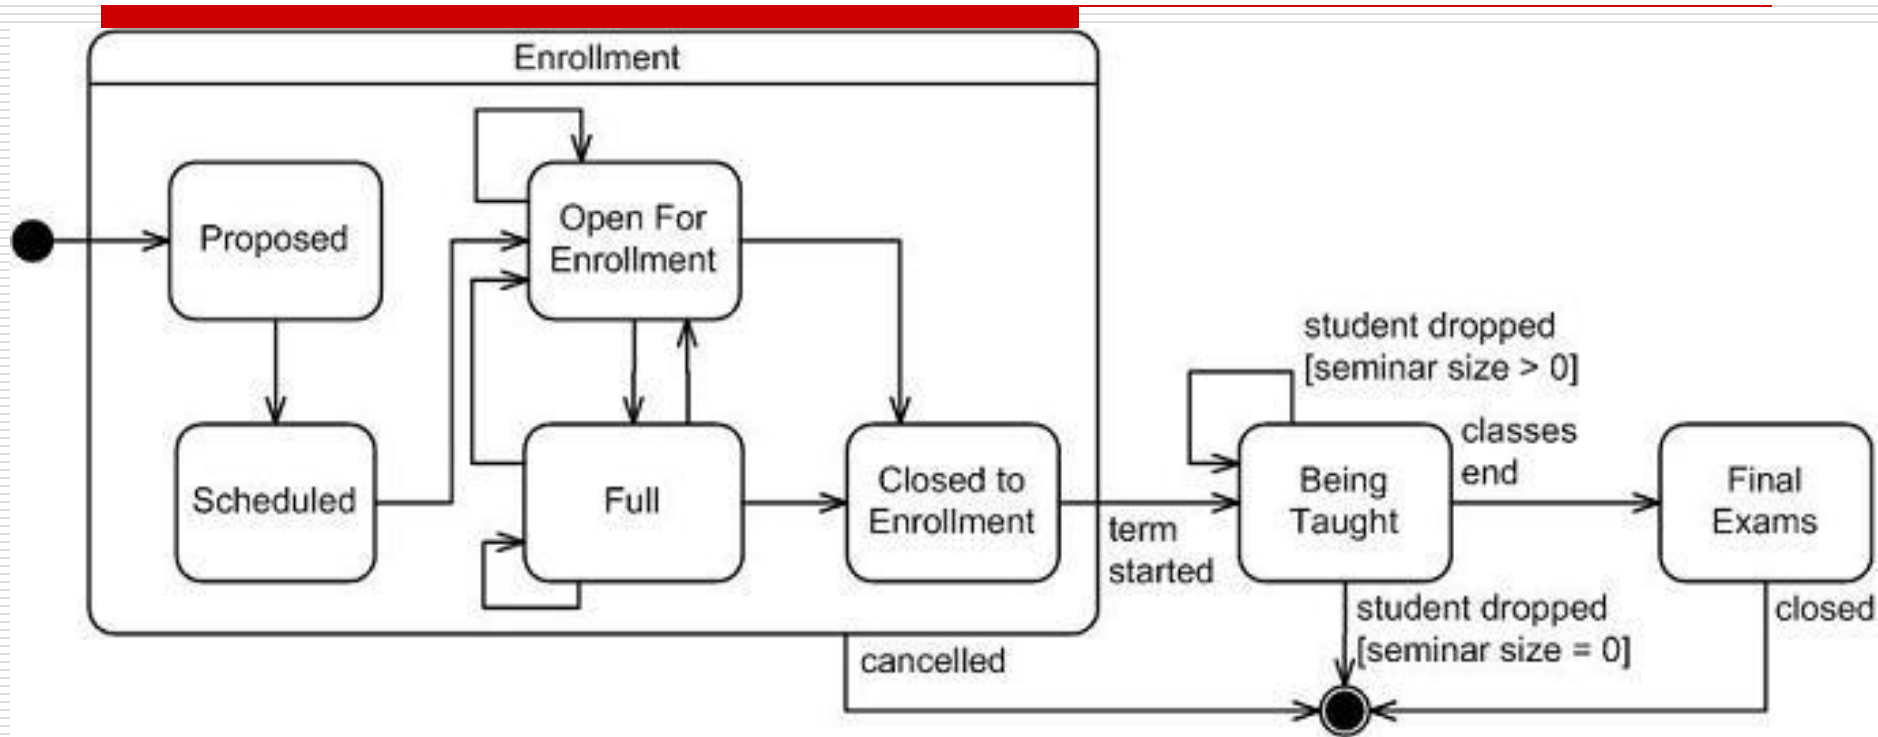 Enrollment
Proposed
Open For
Enrollment
Scheduled
Full
Closed to
Enrollment
term
started
student dropped
[seminar size > 0]
Being
Taught
classes
end
Final
Exams
student dropped
[seminar size = 0]
closed
cancelled